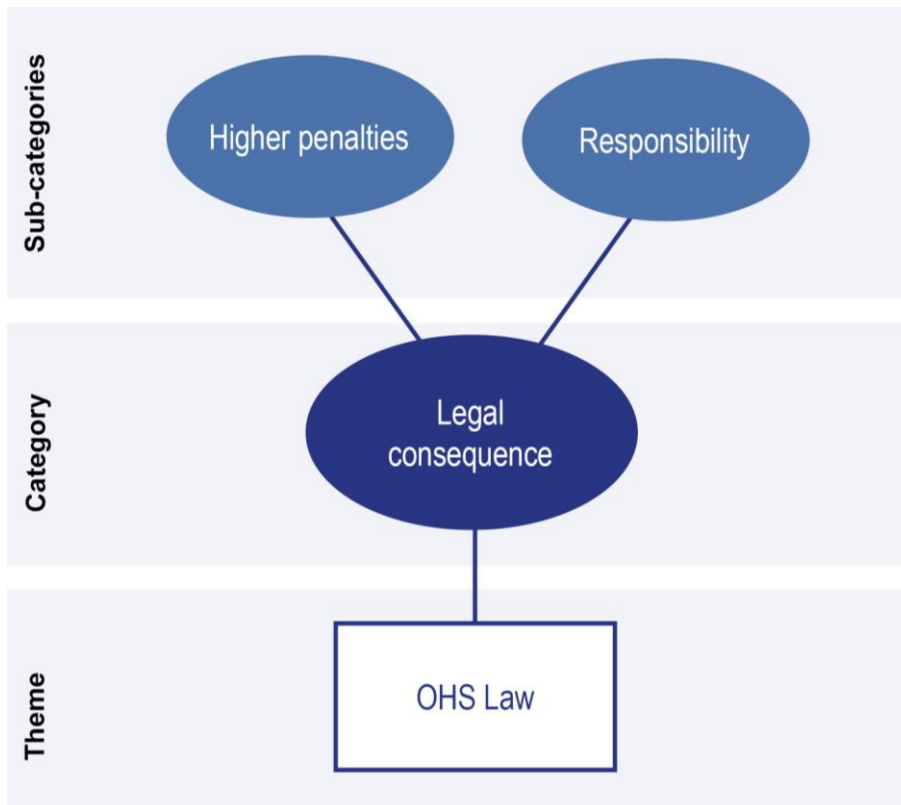 Sub-categories
Higher penalties
Responsibility
Category
Legal
consequence
Theme
OHS Law